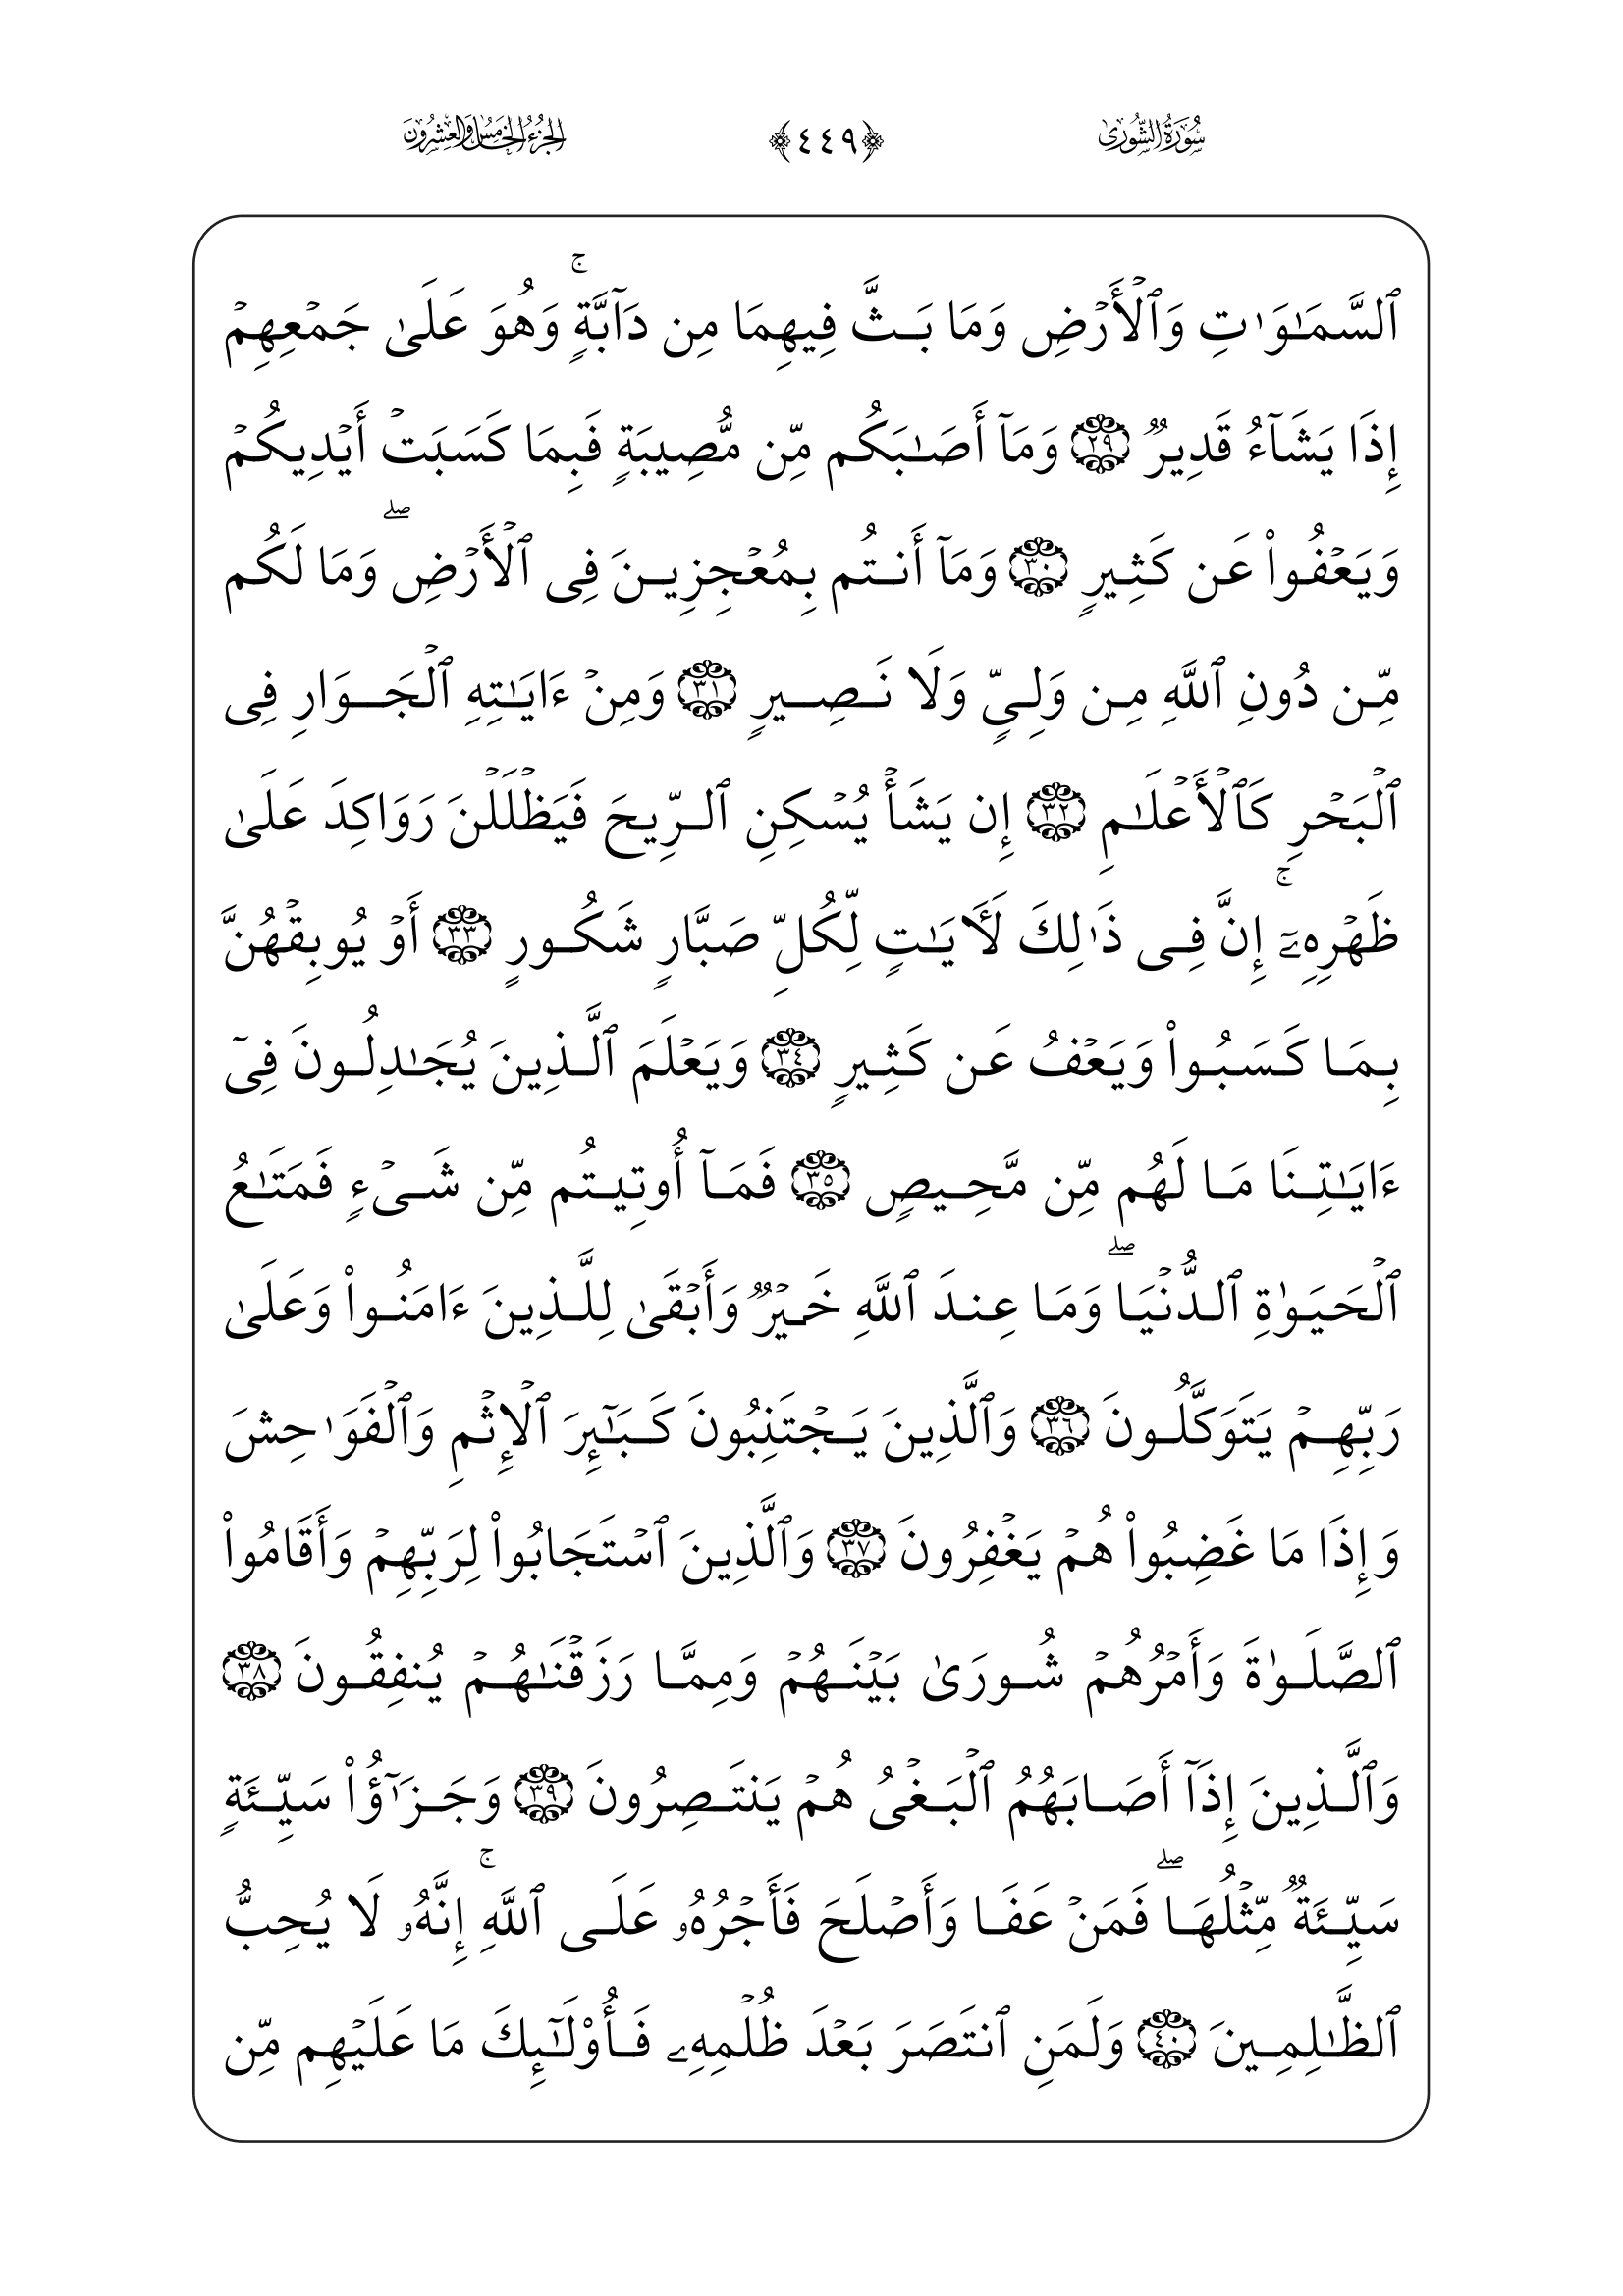 سُورَةُ الشُّورَىٰ ﴿٤٤٩﴾ الجُزْءُ الخَامِسُ وَالعِشْرُونَ
ٱلسَّمَٰوَٰتِ وَٱلۡأَرۡضِ وَمَا بَثَّ فِيهِمَا مِن دَآبَّةٖۚ وَهُوَ عَلَىٰ جَمۡعِهِمۡ
إِذَا يَشَآءُ قَدِيرٞ ٢٩ وَمَآ أَصَٰبَكُم مِّن مُّصِيبَةٖ فَبِمَا كَسَبَتۡ أَيۡدِيكُمۡ
وَيَعۡفُواْ عَن كَثِيرٖ ٣٠ وَمَآ أَنتُم بِمُعۡجِزِينَ فِي ٱلۡأَرۡضِۖ وَمَا لَكُم
مِّن دُونِ ٱللَّهِ مِن وَلِيّٖ وَلَا نَصِيرٖ ٣١ وَمِنۡ ءَايَٰتِهِ ٱلۡجَوَارِ فِي
ٱلۡبَحۡرِ كَٱلۡأَعۡلَٰمِ ٣٢ إِن يَشَأۡ يُسۡكِنِ ٱلرِّيحَ فَيَظۡلَلۡنَ رَوَاكِدَ عَلَىٰ
ظَهۡرِهِۦٓۚ إِنَّ فِي ذَٰلِكَ لَأٓيَٰتٖ لِّكُلِّ صَبَّارٖ شَكُورٍ ٣٣ أَوۡ يُوبِقۡهُنَّ
بِمَا كَسَبُواْ وَيَعۡفُ عَن كَثِيرٖ ٣٤ وَيَعۡلَمَ ٱلَّذِينَ يُجَٰدِلُونَ فِيٓ
ءَايَٰتِنَا مَا لَهُم مِّن مَّحِيصٖ ٣٥ فَمَآ أُوتِيتُم مِّن شَيۡءٖ فَمَتَٰعُ
ٱلۡحَيَوٰةِ ٱلدُّنۡيَاۖ وَمَا عِندَ ٱللَّهِ خَيۡرٞ وَأَبۡقَىٰ لِلَّذِينَ ءَامَنُواْ وَعَلَىٰ
رَبِّهِمۡ يَتَوَكَّلُونَ ٣٦ وَٱلَّذِينَ يَجۡتَنِبُونَ كَبَٰٓئِرَ ٱلۡإِثۡمِ وَٱلۡفَوَٰحِشَ
وَإِذَا مَا غَضِبُواْ هُمۡ يَغۡفِرُونَ ٣٧ وَٱلَّذِينَ ٱسۡتَجَابُواْ لِرَبِّهِمۡ وَأَقَامُواْ
ٱلصَّلَوٰةَ وَأَمۡرُهُمۡ شُورَىٰ بَيۡنَهُمۡ وَمِمَّا رَزَقۡنَٰهُمۡ يُنفِقُونَ ٣٨
وَٱلَّذِينَ إِذَآ أَصَابَهُمُ ٱلۡبَغۡيُ هُمۡ يَنتَصِرُونَ ٣٩ وَجَزَٰٓؤُاْ سَيِّئَةٖ
سَيِّئَةٞ مِّثۡلُهَاۖ فَمَنۡ عَفَا وَأَصۡلَحَ فَأَجۡرُهُۥ عَلَى ٱللَّهِۚ إِنَّهُۥ لَا يُحِبُّ
ٱلظَّٰلِمِينَ ٤٠ وَلَمَنِ ٱنتَصَرَ بَعۡدَ ظُلۡمِهِۦ فَأُوْلَٰٓئِكَ مَا عَلَيۡهِم مِّن